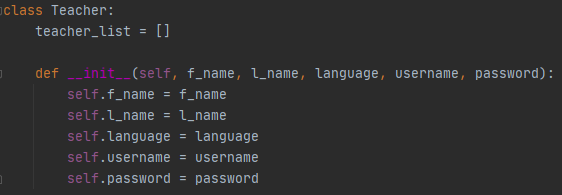 class Teacher:
    teacher_list = []
    def __init__(self, f_name, l_name, language, username, password):
        self.f_name = f_name
        self.l_name = l_name
        self.language = language
        self.username = username
        self.password = password